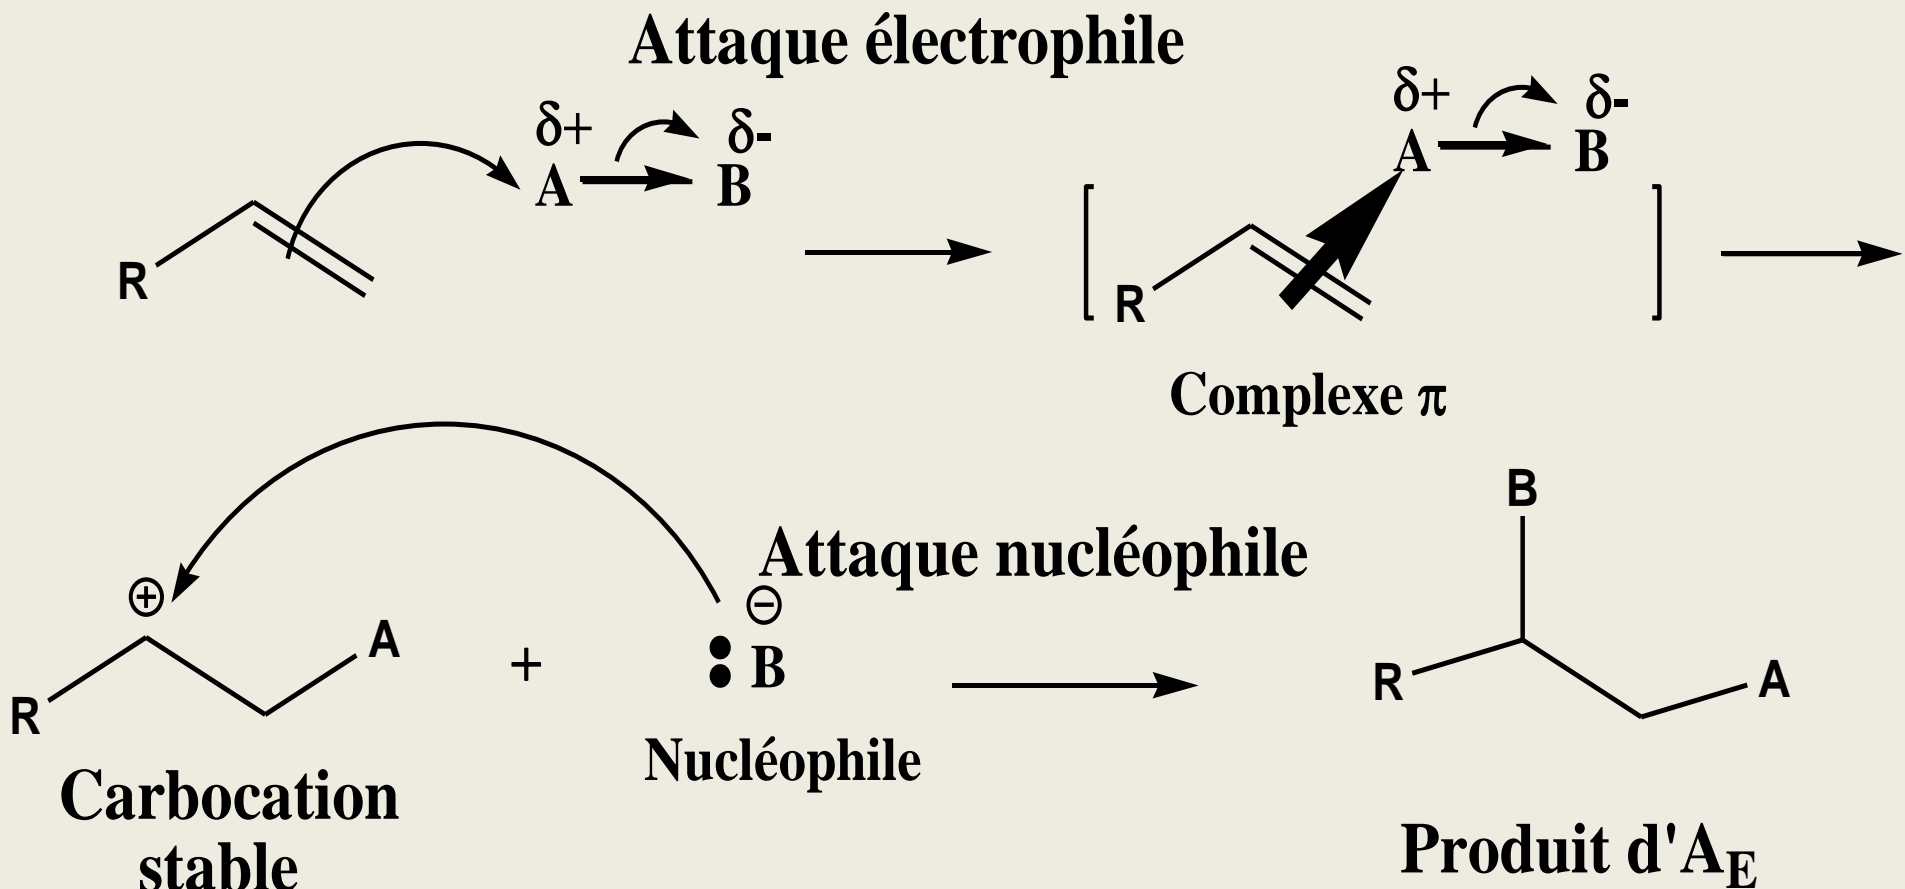 Attaque électrophile
δ+ δ-
A B
R
δ+ δ-
A B
R
Complexe π
Attaque nucléophile
⊕
R A
+
⊖
: B
Nucléophile
Carbocation
stable
B
R A
Produit d'A_E